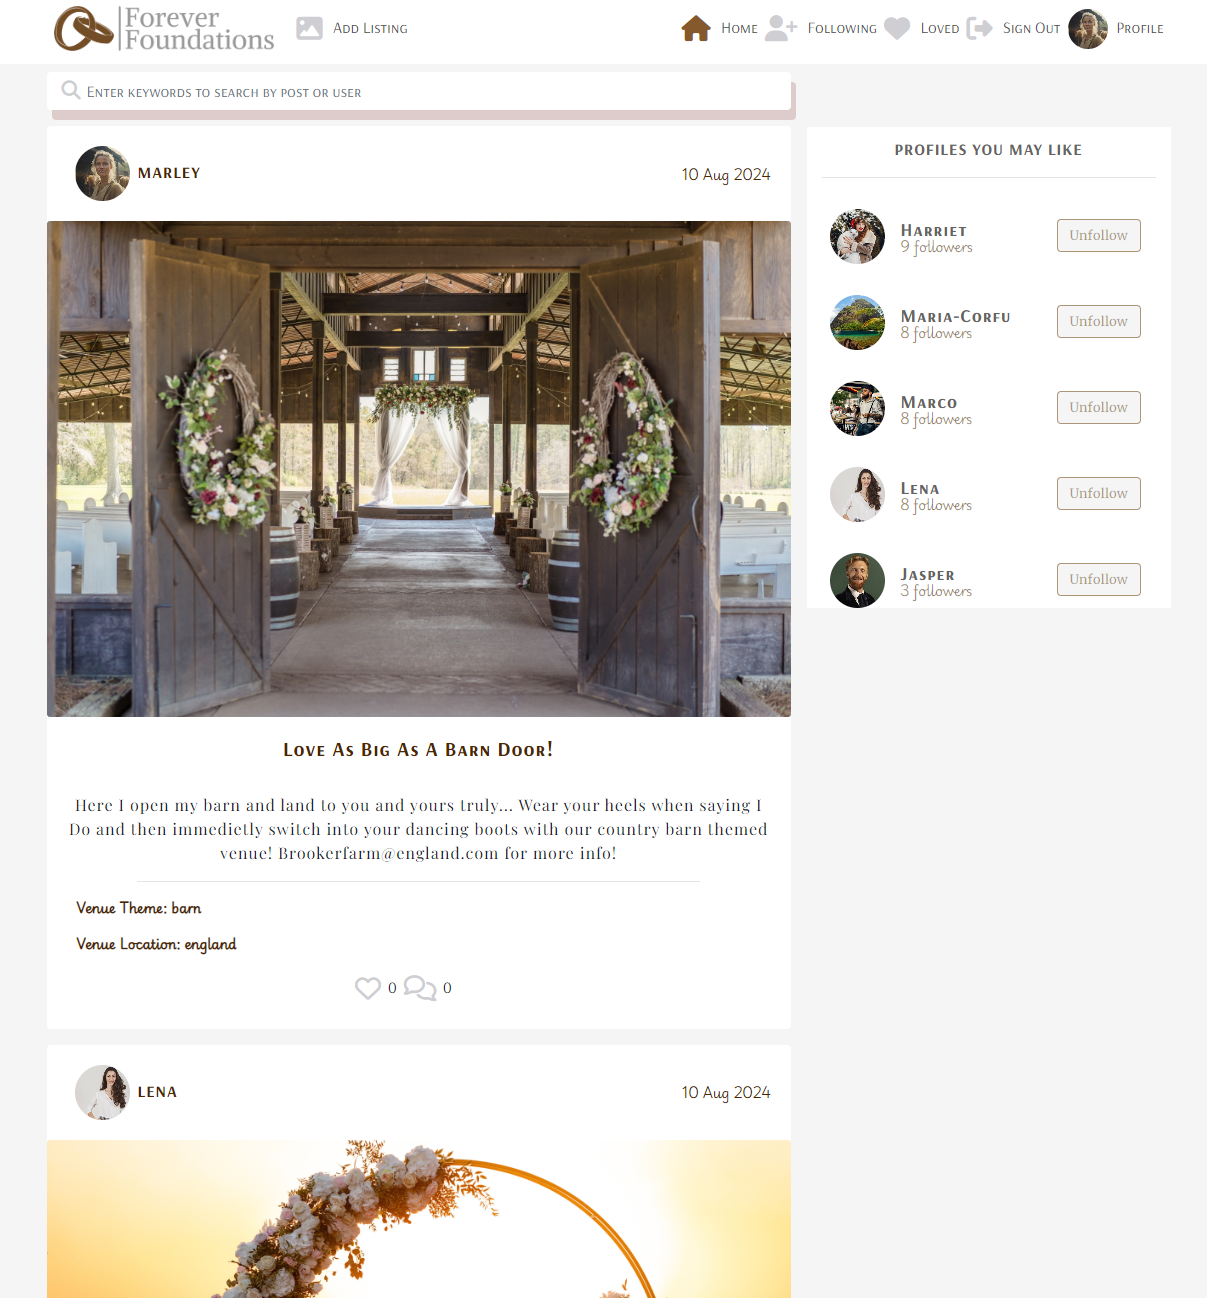 Forever
Foundations
Add Listing
Home
Following
Loved
Sign Out
Profile
Enter keywords to search by post or user
MARLEY
10 Aug 2024
Love As Big As A Barn Door!
Here I open my barn and land to you and yours truly... Wear your heels when saying I
Do and then immedietly switch into your dancing boots with our country barn themed
venue! Brookerfarm@england.com for more info!
Venue Theme: barn
Venue Location: england
0
0
LENA
10 Aug 2024
PROFILES YOU MAY LIKE
Harriet
9 followers
Unfollow
Maria-Corfu
8 followers
Unfollow
Marco
8 followers
Unfollow
Lena
8 followers
Unfollow
Jasper
3 followers
Unfollow